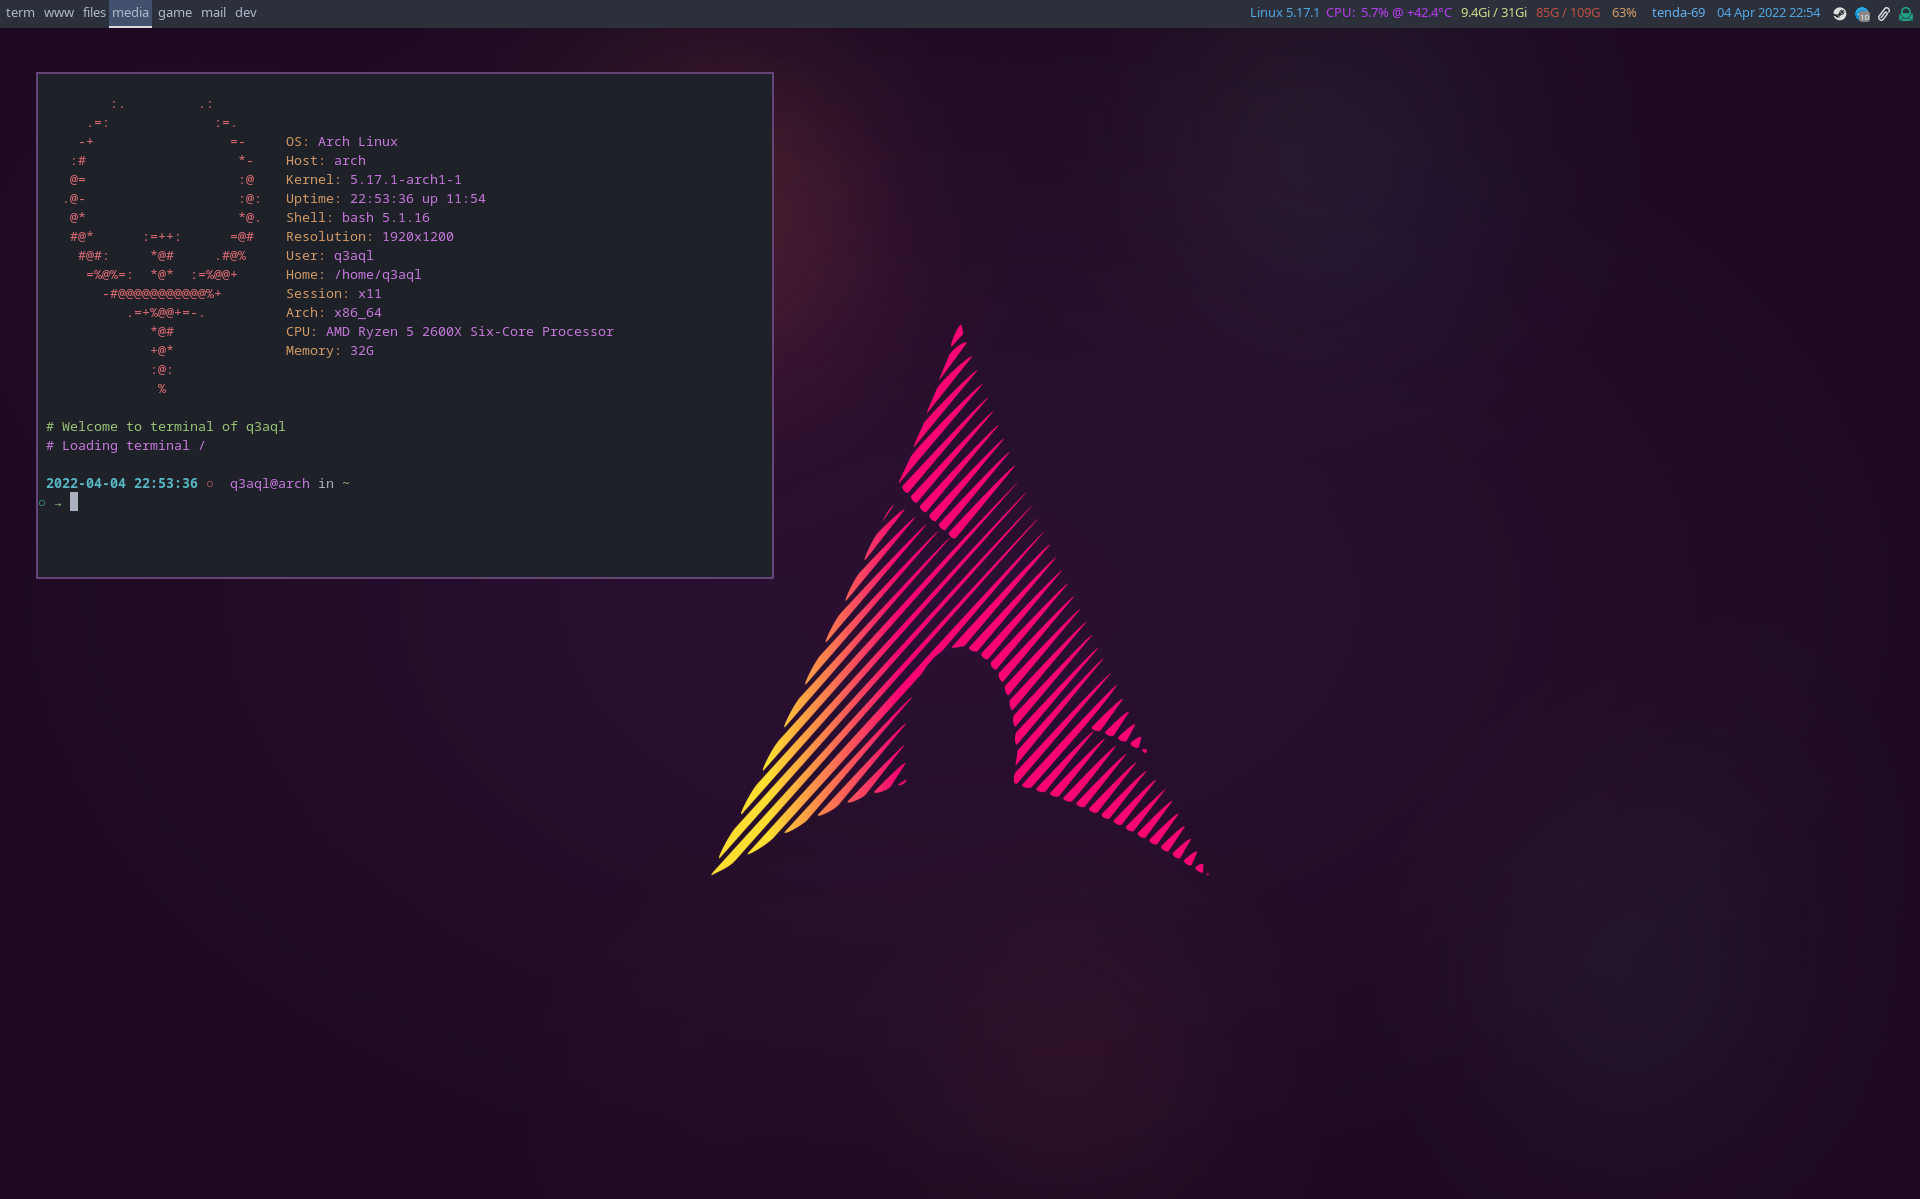 term www files media game mail dev Linux 5.17.1 CPU: 5.7% @ +42.4°C 9.4Gi / 31Gi 85G / 109G 63% tenda-69 04 Apr 2022 22:54 10
:. .:
.=: :=.
-+ =- OS: Arch Linux
:# *- Host: arch
@= :@ Kernel: 5.17.1-arch1-1
.@- :@: Uptime: 22:53:36 up 11:54
@* *@. Shell: bash 5.1.16
#@* :=++: =@# Resolution: 1920x1200
#@#: *@# .#@% User: q3aql
=%@%=: *@* :=%@@+ Home: /home/q3aql
-#@@@@@@@@@@@%+ Session: x11
.=+%@@+=-. Arch: x86_64
*@# CPU: AMD Ryzen 5 2600X Six-Core Processor
+@* Memory: 32G
:@:
%
# Welcome to terminal of q3aql
# Loading terminal /
2022-04-04 22:53:36 ○ q3aql@arch in ~
○ →